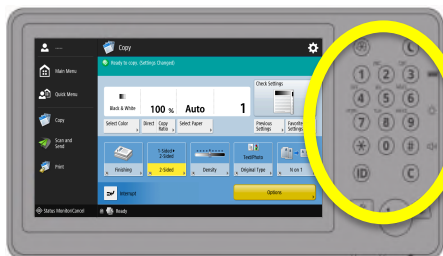 ----
Copy
Ready to copy. (Settings Changed)
Main Menu
Quick Menu
Copy
Scan and
Send
Print
Check Settings
Black & White
100 %
Auto
1
Select Color
Direct
Copy
Ratio
Select Paper
Previous
Settings
Favorite
Settings
1-Sided
2-Sided
Text/Photo
Finishing
2-Sided
Density
Original Type
N on 1
Interrupt
Options
Status Monitor/Cancel
Ready
1 2 3
4 5 6
7 8 9
* 0 #
ID C